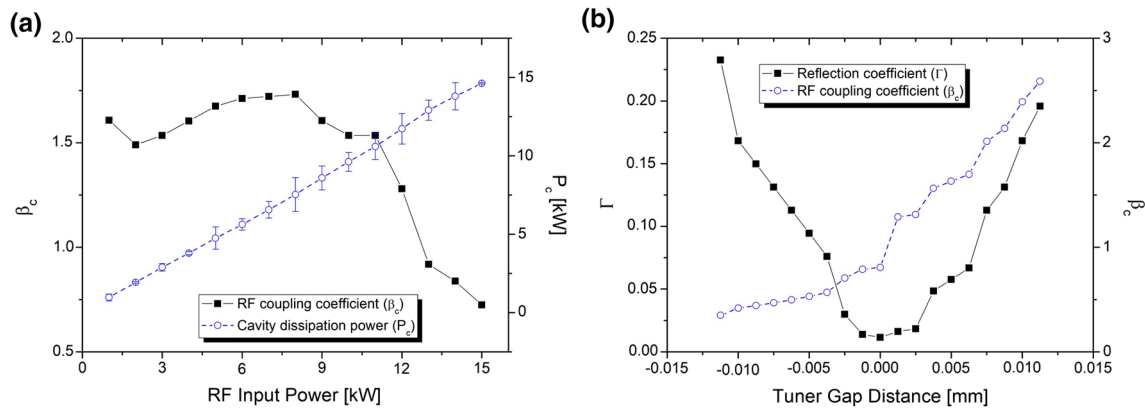 (a)
2.0
1.5
1.0
0.5
β_c
15
10
5
0
P_c [kW]
RF coupling coefficient (β_c)
Cavity dissipation power (P_c)
0 3 6 9 12 15
RF Input Power [kW]
(b)
0.25
0.20
0.15
0.10
0.05
0.00
Γ
3
2
1
0
β_c
Reflection coefficient (Γ)
RF coupling coefficient (β_c)
-0.015 -0.010 -0.005 0.000 0.005 0.010 0.015
Tuner Gap Distance [mm]